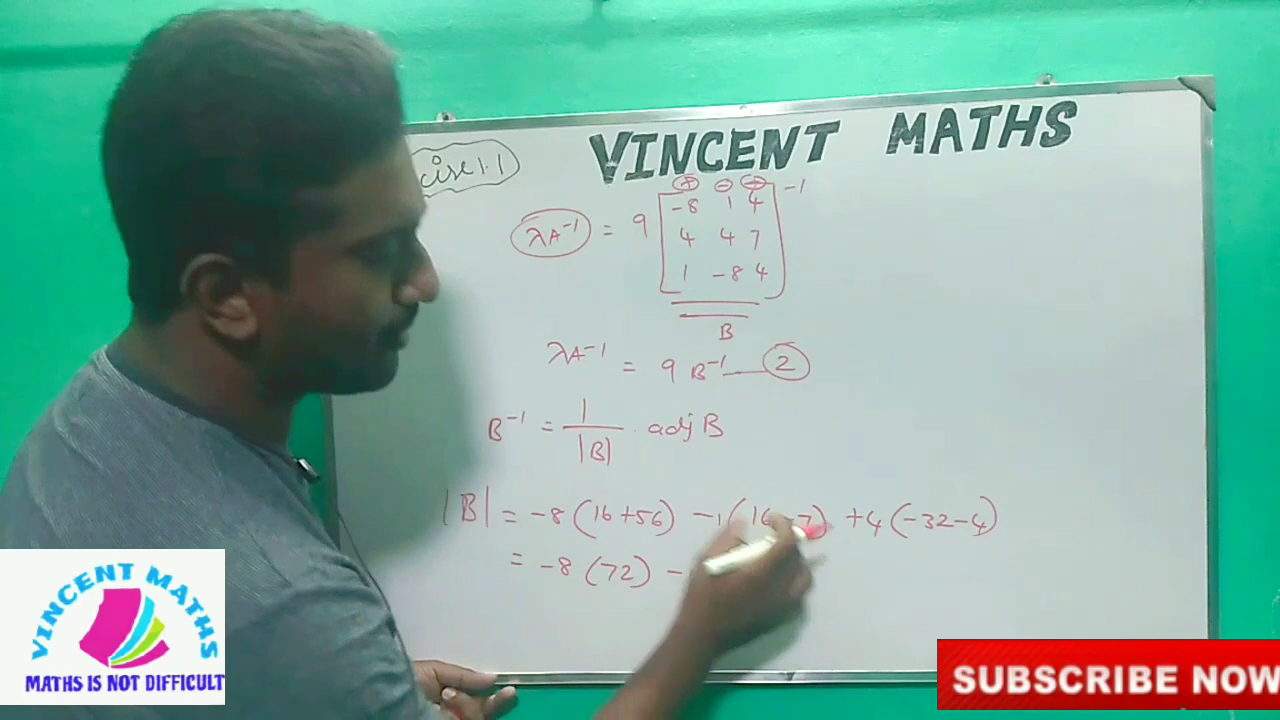 VINCENT MATHS
cise 1.1
λA⁻¹ = 9 [ -8 1 4 ]⁻¹
4 4 7
1 -8 4
B
λA⁻¹ = 9 B⁻¹ — 2
B⁻¹ = 1/|B| . adj B
|B| = -8 (16+56) -1 (16-7) +4 (-32-4)
= -8 (72) -
VINCENT MATHS
MATHS IS NOT DIFFICULT
SUBSCRIBE NOW